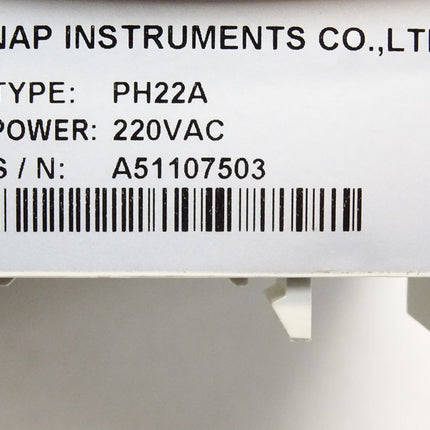 NAP INSTRUMENTS CO.,LT
TYPE: PH22A
POWER: 220VAC
S / N: A51107503